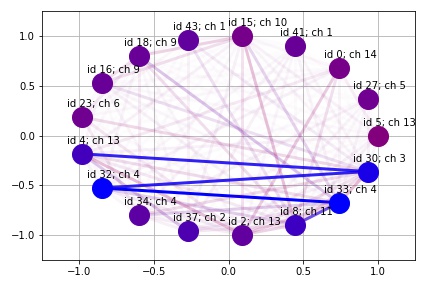 id 43; ch 1
id 15; ch 10
id 18; ch 9
id 41; ch 1
id 16; ch 9
id 0; ch 14
id 23; ch 6
id 27; ch 5
id 4; ch 13
id 5; ch 13
id 32; ch 4
id 30; ch 3
id 34; ch 4
id 33; ch 4
id 37; ch 2
id 2; ch 13
id 8; ch 11
1.0
0.5
0.0
−0.5
−1.0
−1.0
−0.5
0.0
0.5
1.0